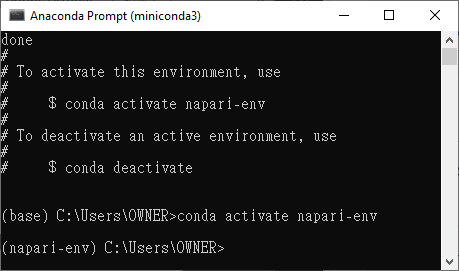 Anaconda Prompt (miniconda3)
done
#
# To activate this environment, use
#
#     $ conda activate napari-env
#
# To deactivate an active environment, use
#
#     $ conda deactivate
(base) C:\Users\OWNER>conda activate napari-env
(napari-env) C:\Users\OWNER>